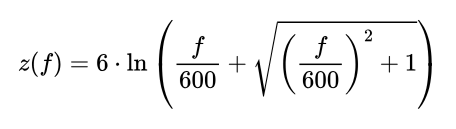 z(f) = 6 · ln ( f/600 + √( ( f/600 )² + 1 ) )